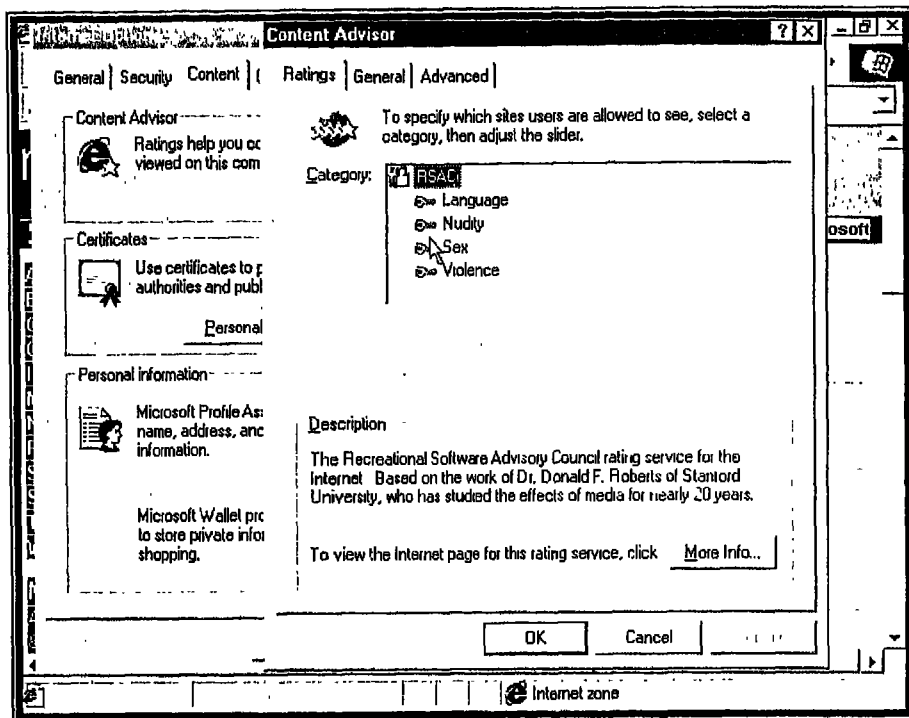 Content Advisor
General Security Content
Ratings General Advanced
Content Advisor
Ratings help you cc
viewed on this com
To specify which sites users are allowed to see, select a
category, then adjust the slider.
Category:
RSACi
Language
Nudity
Sex
Violence
osoft
Certificates
Use certificates to p
authorities and publ
Personal
Personal information
Microsoft Profile Ass
name, address, and
information.
Microsoft Wallet pro
to store private infor
shopping.
Description
The Recreational Software Advisory Council rating service for the
Internet Based on the work of Dr. Donald F. Roberts of Stanford
University, who has studied the effects of media for nearly 20 years.
To view the Internet page for this rating service, click More Info...
OK Cancel
Internet zone